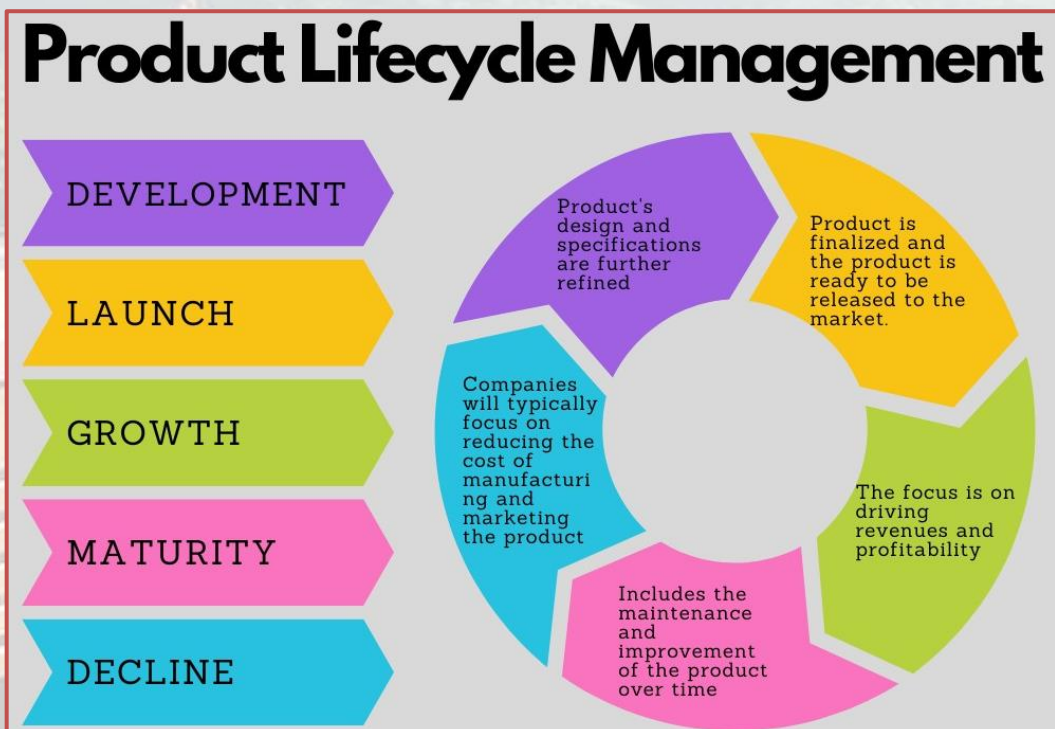 Product Lifecycle Management
DEVELOPMENT
LAUNCH
GROWTH
MATURITY
DECLINE
Product's
design and
specifications
are further
refined
Product is
finalized and
the product is
ready to be
released to the
market.
The focus is on
driving
revenues and
profitability
Includes the
maintenance
and
improvement
of the product
over time
Companies
will typically
focus on
reducing the
cost of
manufacturi
ng and
marketing
the product